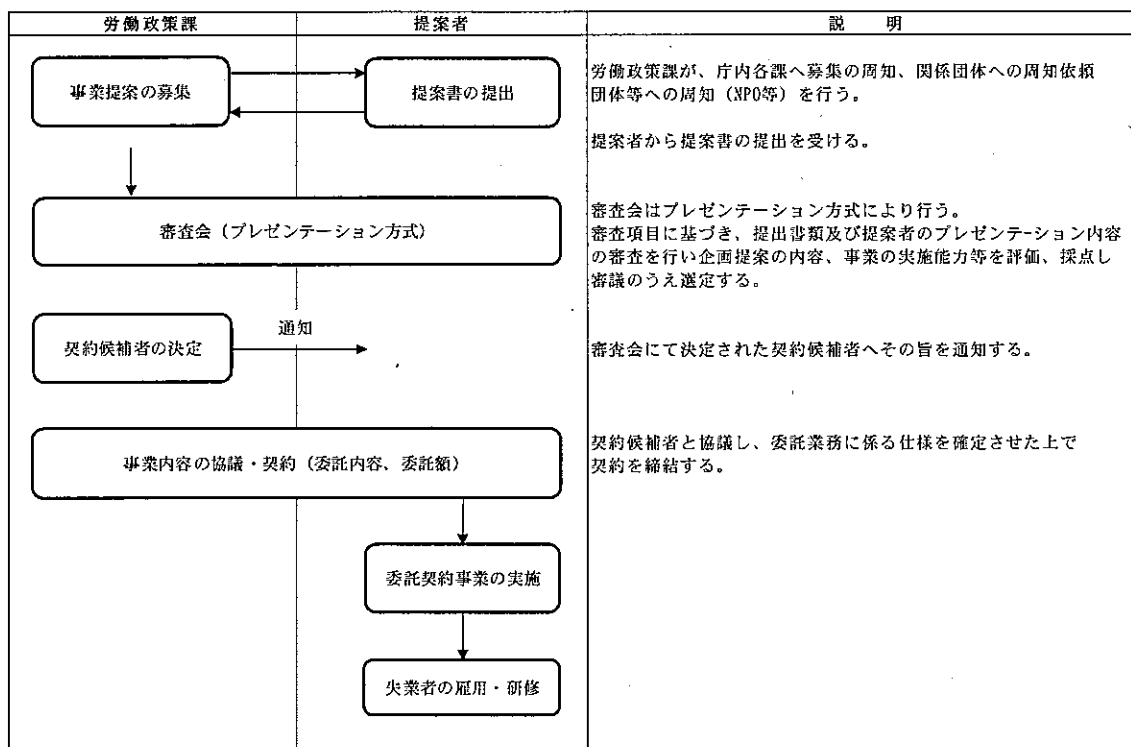 労働政策課
提案者
説　　明
事業提案の募集
提案書の提出
労働政策課が、庁内各課へ募集の周知、関係団体への周知依頼
団体等への周知（NPO等）を行う。
提案者から提案書の提出を受ける。
審査会（プレゼンテーション方式）
審査会はプレゼンテーション方式により行う。
審査項目に基づき、提出書類及び提案者のプレゼンテーション内容
の審査を行い企画提案の内容、事業の実施能力等を評価、採点し
審議のうえ選定する。
契約候補者の決定
通知
審査会にて決定された契約候補者へその旨を通知する。
事業内容の協議・契約（委託内容、委託額）
契約候補者と協議し、委託業務に係る仕様を確定させた上で
契約を締結する。
委託契約事業の実施
失業者の雇用・研修